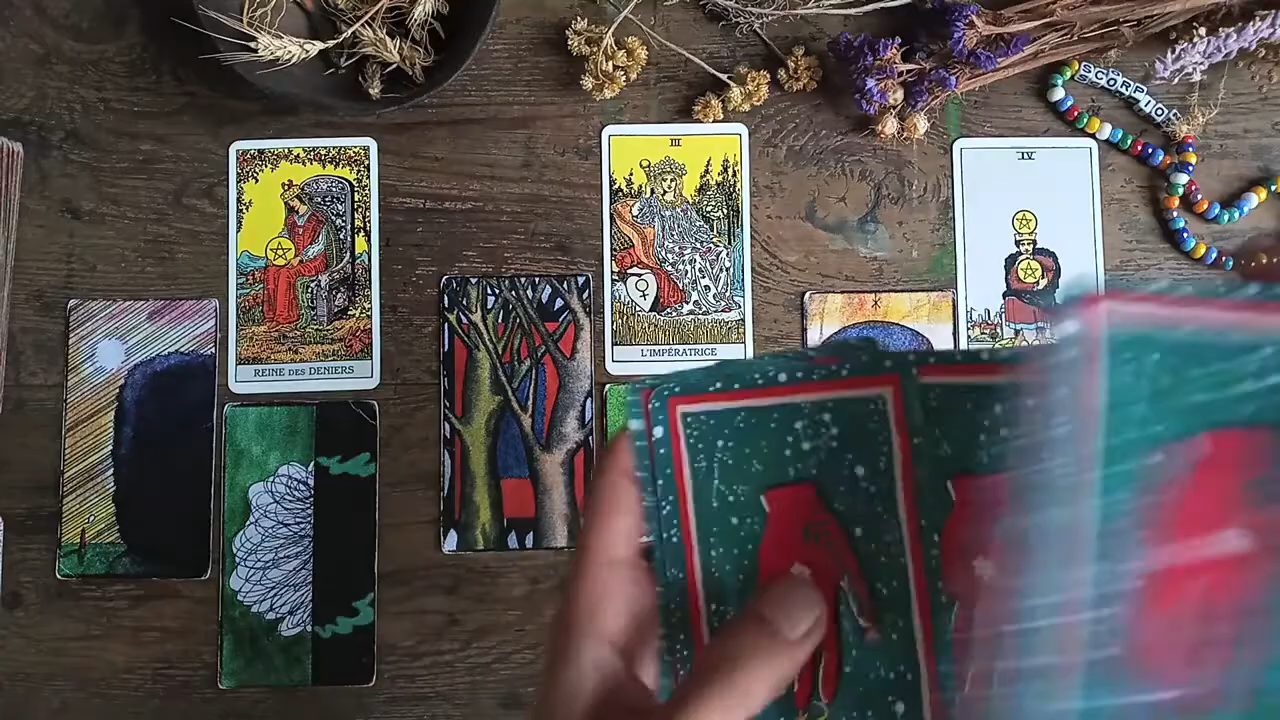 SCORPIO
III
IV
REINE DES DENIERS
L'IMPÉRATRICE